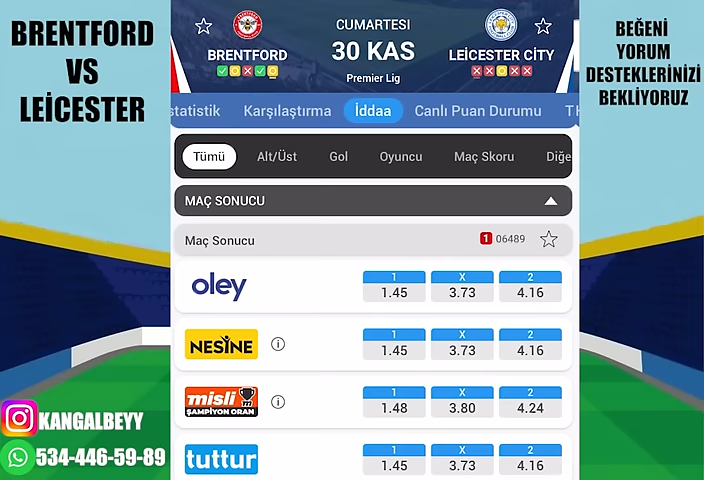 BRENTFORD
VS
LEİCESTER
CUMARTESI
30 KAS
Premier Lig
BRENTFORD
LEİCESTER CITY
BEĞENİ
YORUM
DESTEKLERİNİZİ
BEKLİYORUZ
statistik Karşılaştırma İddaa Canlı Puan Durumu
Tümü Alt/Üst Gol Oyuncu Maç Skoru Diğe
MAÇ SONUCU
Maç Sonucu 1 06489
oley 1 X 2
1.45 3.73 4.16
NESİNE 1 X 2
1.45 3.73 4.16
misli 1 X 2
ŞAMPİYON ORAN 1.48 3.80 4.24
tuttur 1 X 2
1.45 3.73 4.16
KANGALBEYY
534-446-59-89